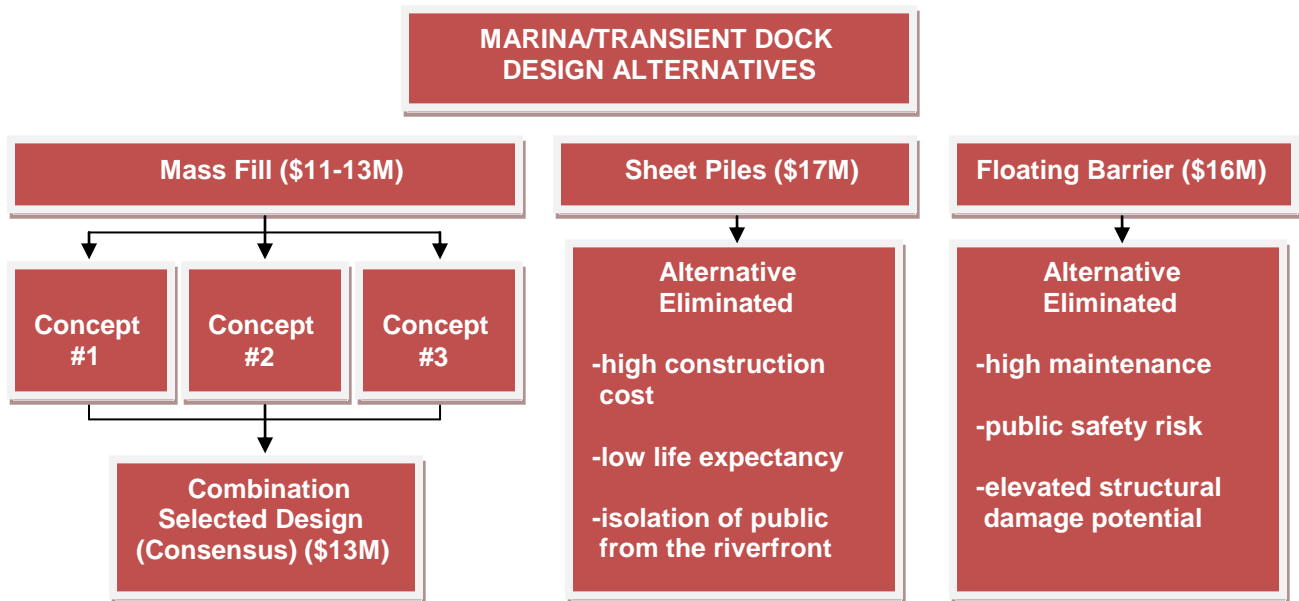 MARINA/TRANSIENT DOCK
DESIGN ALTERNATIVES
Mass Fill ($11-13M)
Concept
#1
Concept
#2
Concept
#3
Combination
Selected Design
(Consensus) ($13M)
Sheet Piles ($17M)
Alternative
Eliminated
-high construction
cost
-low life expectancy
-isolation of public
from the riverfront
Floating Barrier ($16M)
Alternative
Eliminated
-high maintenance
-public safety risk
-elevated structural
damage potential